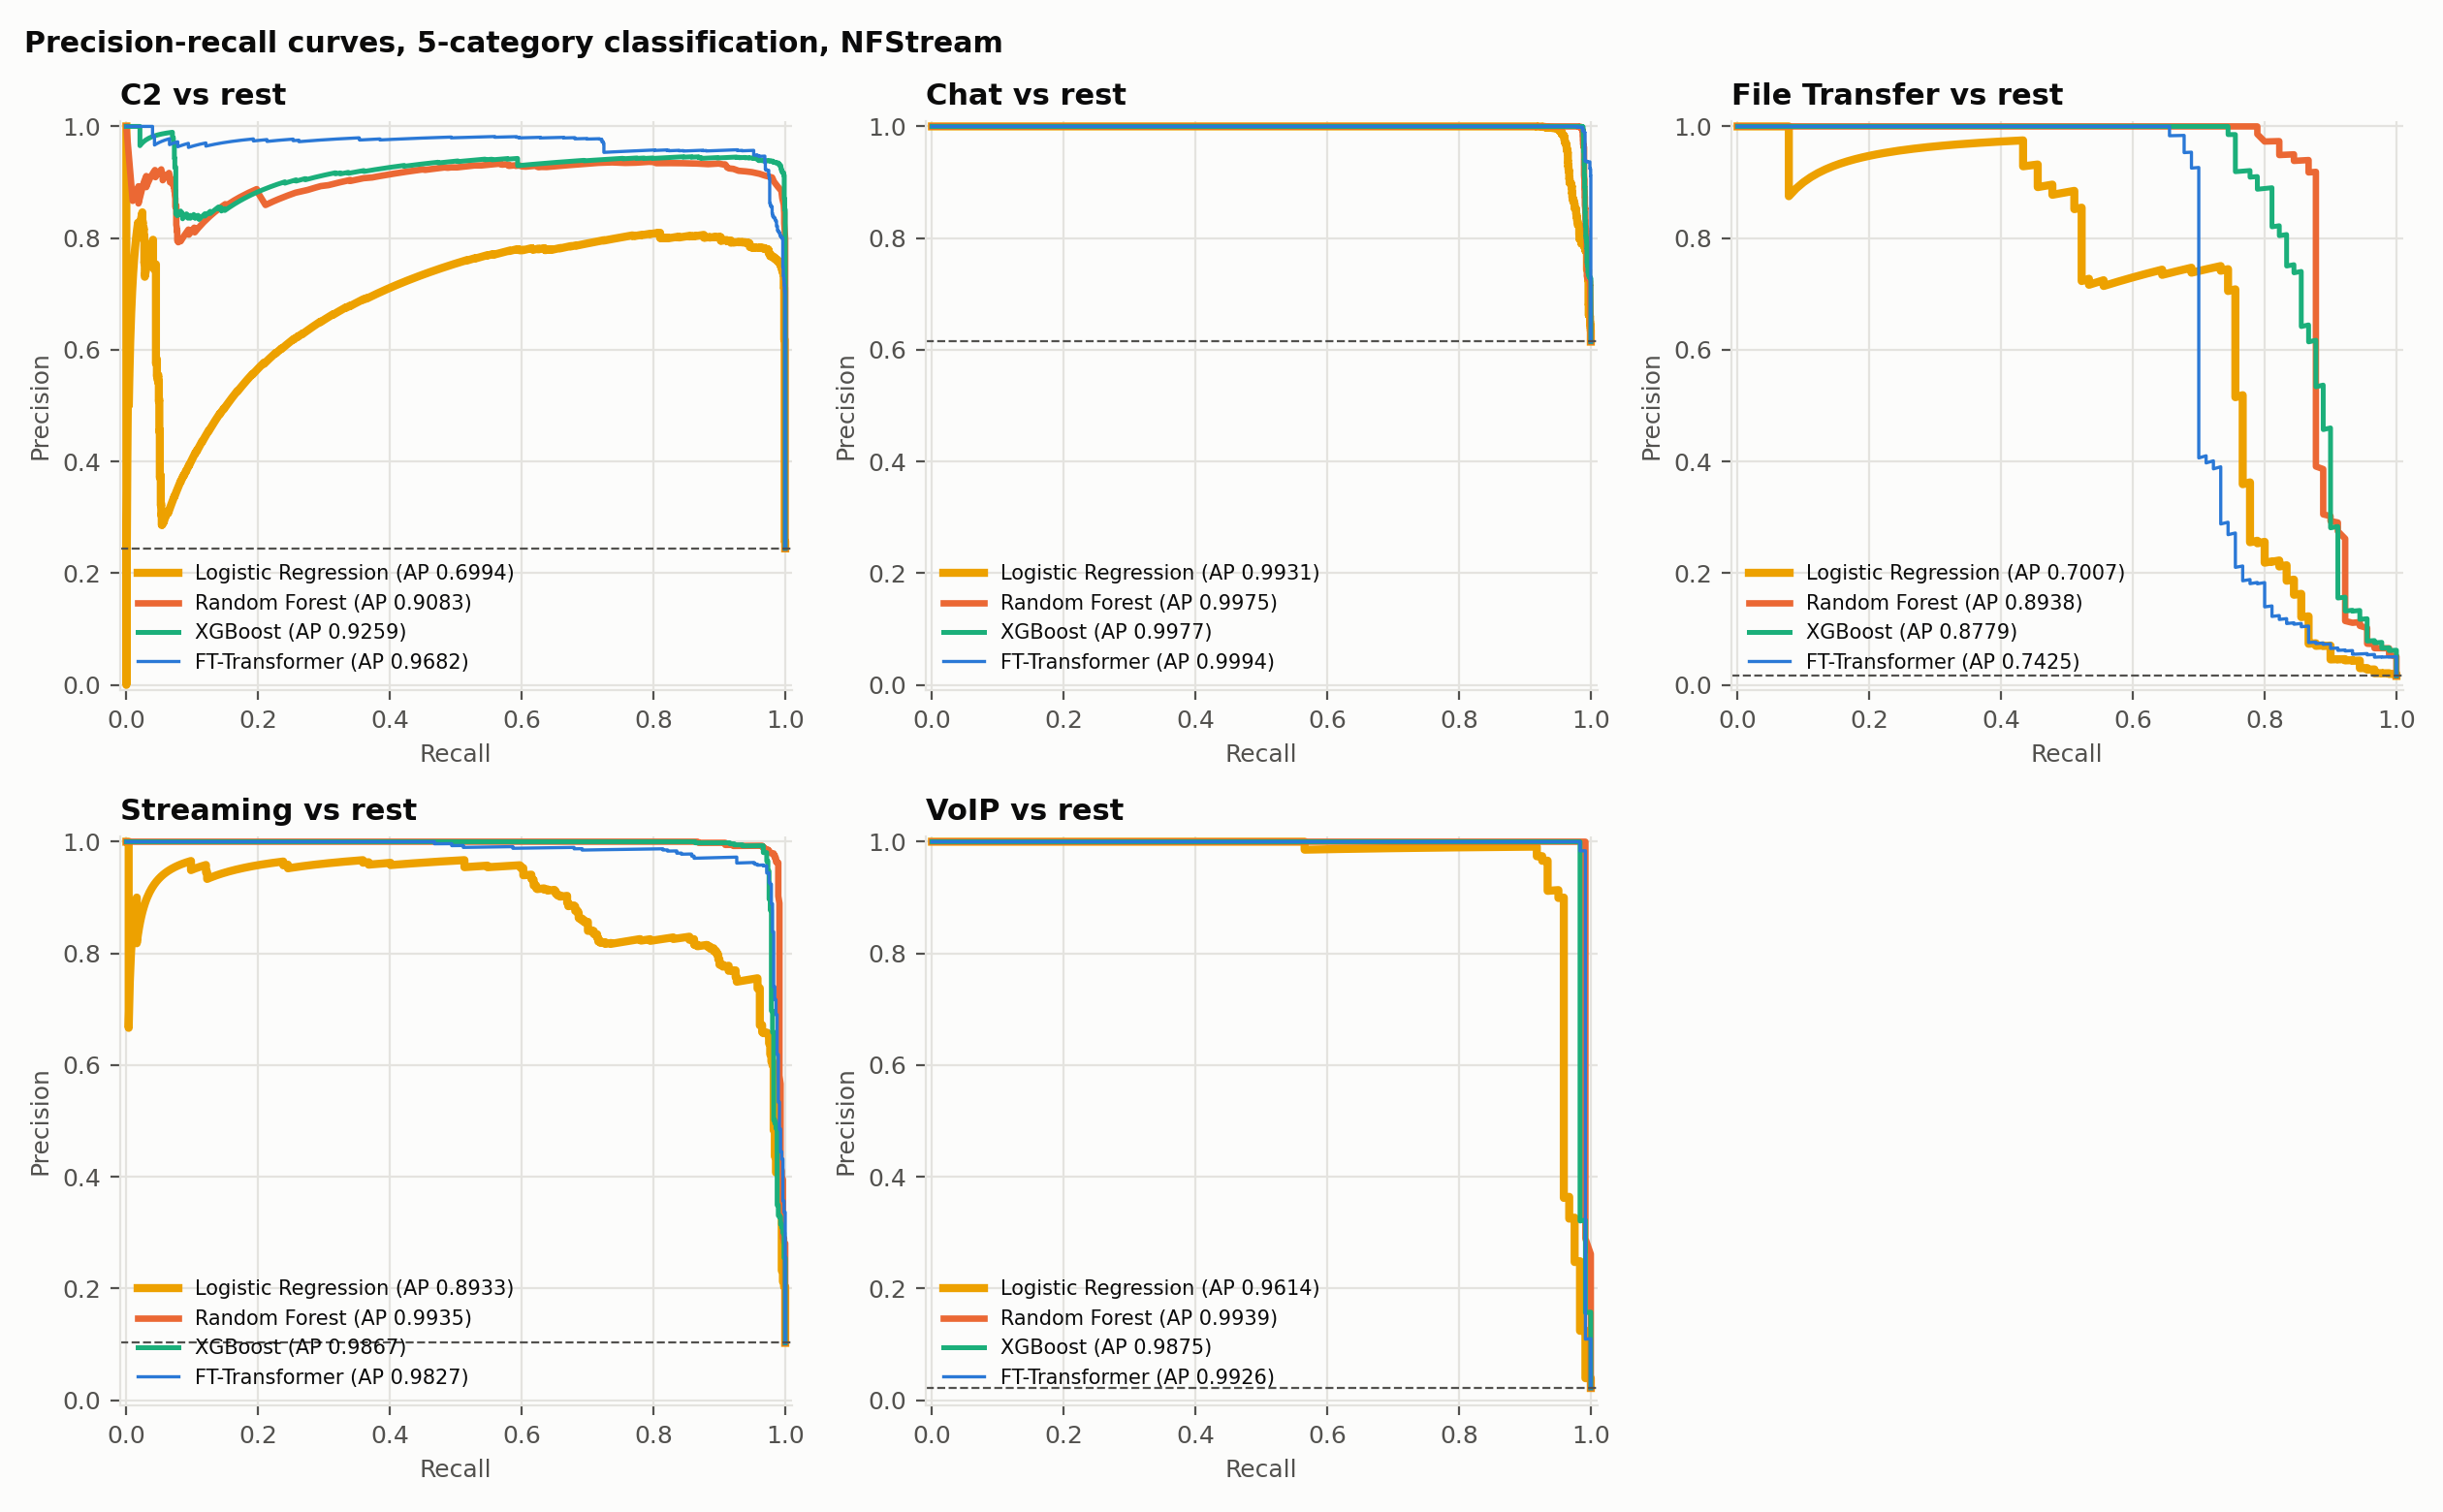 Precision-recall curves, 5-category classification, NFStream
C2 vs rest
1.0
0.8
0.6
0.4
0.2
0.0
Precision
Logistic Regression (AP 0.6994)
Random Forest (AP 0.9083)
XGBoost (AP 0.9259)
FT-Transformer (AP 0.9682)
0.0 0.2 0.4 0.6 0.8 1.0
Recall
Chat vs rest
1.0
0.8
0.6
0.4
0.2
0.0
Precision
Logistic Regression (AP 0.9931)
Random Forest (AP 0.9975)
XGBoost (AP 0.9977)
FT-Transformer (AP 0.9994)
0.0 0.2 0.4 0.6 0.8 1.0
Recall
File Transfer vs rest
1.0
0.8
0.6
0.4
0.2
0.0
Precision
Logistic Regression (AP 0.7007)
Random Forest (AP 0.8938)
XGBoost (AP 0.8779)
FT-Transformer (AP 0.7425)
0.0 0.2 0.4 0.6 0.8 1.0
Recall
Streaming vs rest
1.0
0.8
0.6
0.4
0.2
0.0
Precision
Logistic Regression (AP 0.8933)
Random Forest (AP 0.9935)
XGBoost (AP 0.9867)
FT-Transformer (AP 0.9827)
0.0 0.2 0.4 0.6 0.8 1.0
Recall
VoIP vs rest
1.0
0.8
0.6
0.4
0.2
0.0
Precision
Logistic Regression (AP 0.9614)
Random Forest (AP 0.9939)
XGBoost (AP 0.9875)
FT-Transformer (AP 0.9926)
0.0 0.2 0.4 0.6 0.8 1.0
Recall